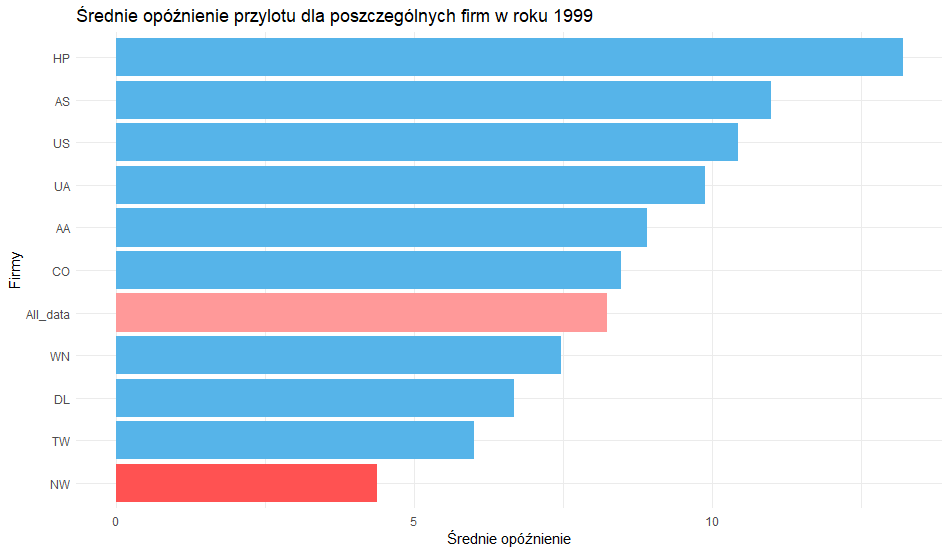 Średnie opóźnienie przylotu dla poszczególnych firm w roku 1999
Firmy
HP
AS
US
UA
AA
CO
All_data
WN
DL
TW
NW
0 5 10
Średnie opóźnienie